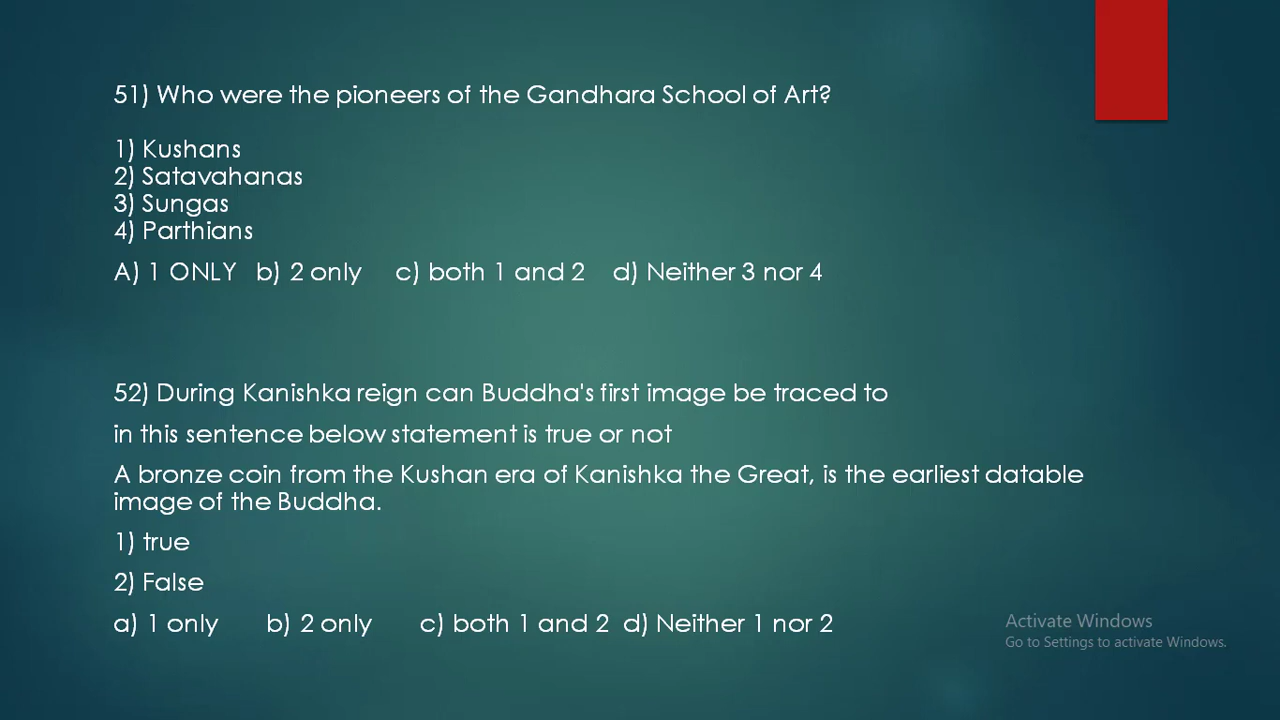 51) Who were the pioneers of the Gandhara School of Art?
1) Kushans
2) Satavahanas
3) Sungas
4) Parthians
A) 1 ONLY b) 2 only c) both 1 and 2 d) Neither 3 nor 4
52) During Kanishka reign can Buddha's first image be traced to
in this sentence below statement is true or not
A bronze coin from the Kushan era of Kanishka the Great, is the earliest datable
image of the Buddha.
1) true
2) False
a) 1 only b) 2 only c) both 1 and 2 d) Neither 1 nor 2
Activate Windows
Go to Settings to activate Windows.